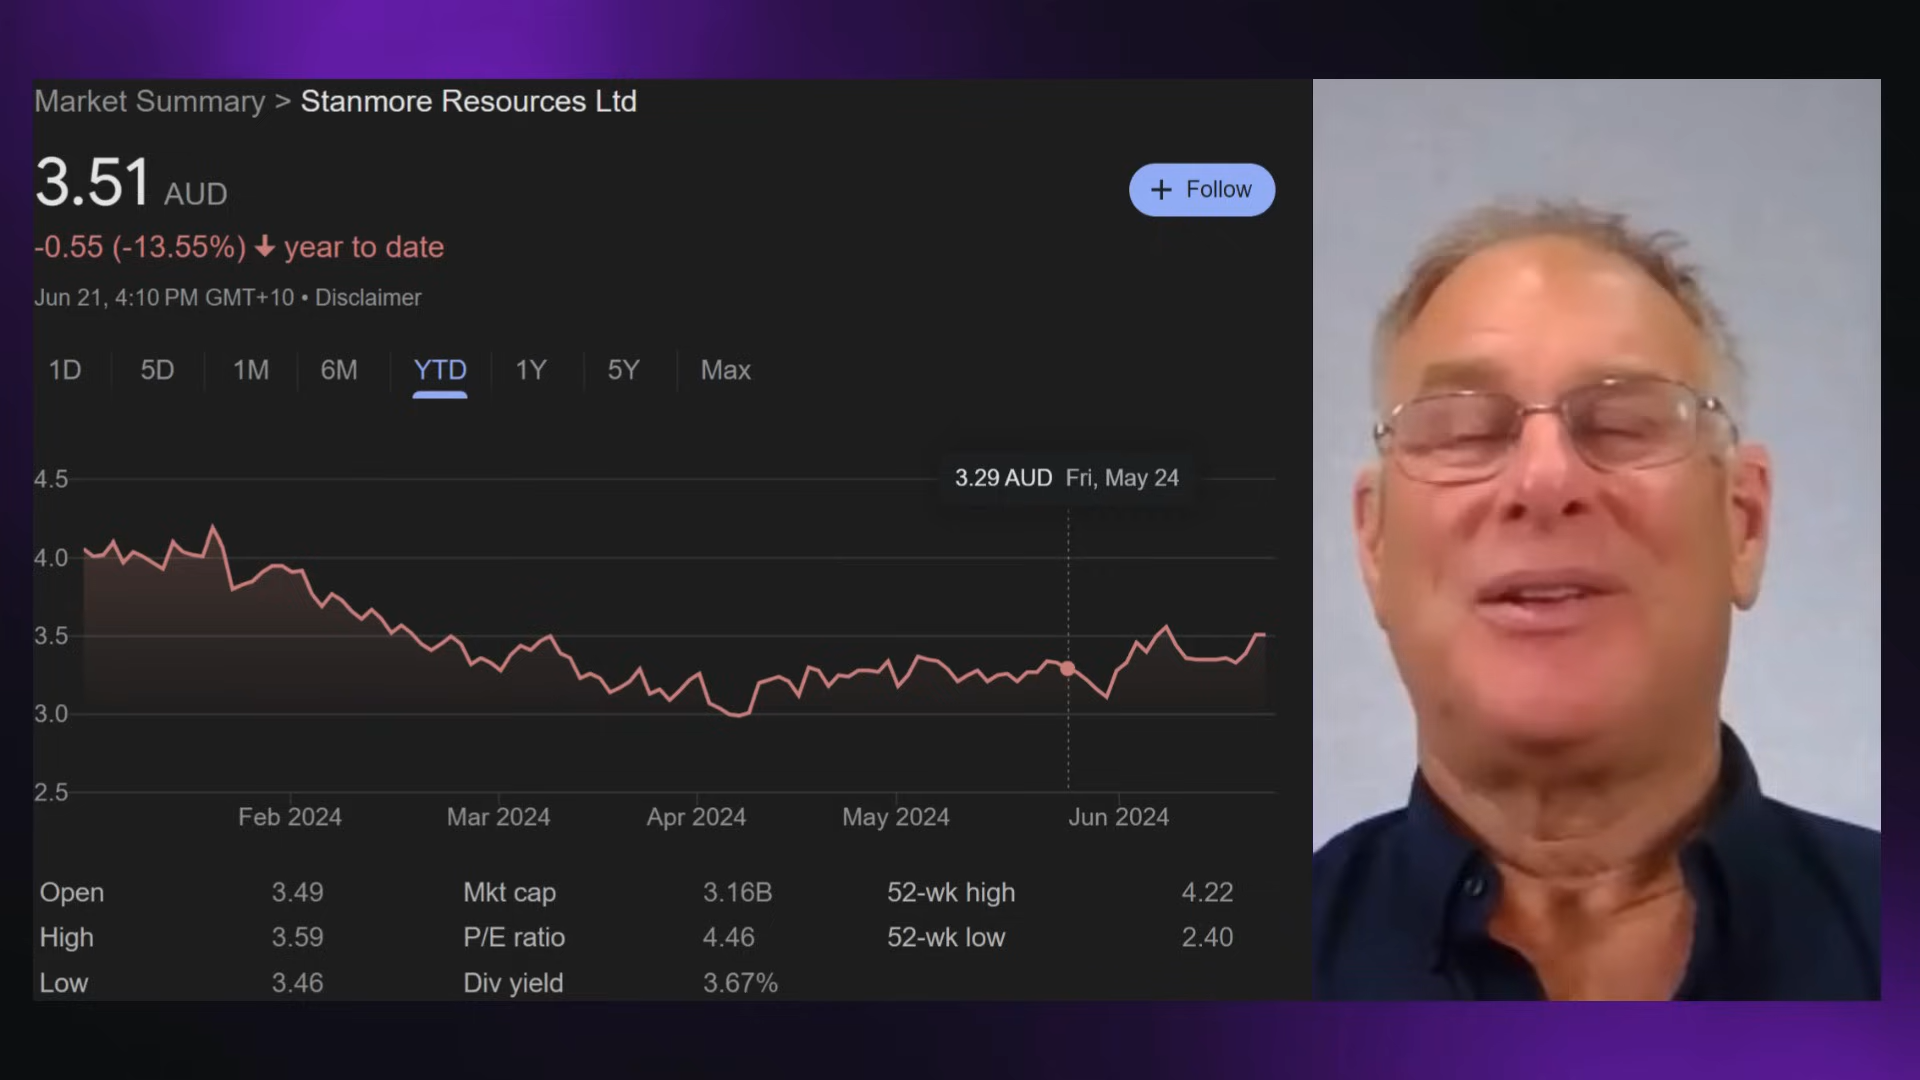 Market Summary > Stanmore Resources Ltd
3.51 AUD
+ Follow
-0.55 (-13.55%) ↓ year to date
Jun 21, 4:10 PM GMT+10 • Disclaimer
1D 5D 1M 6M YTD 1Y 5Y Max
3.29 AUD Fri, May 24
4.5
4.0
3.5
3.0
2.5
Feb 2024 Mar 2024 Apr 2024 May 2024 Jun 2024
Open 3.49 Mkt cap 3.16B 52-wk high 4.22
High 3.59 P/E ratio 4.46 52-wk low 2.40
Low 3.46 Div yield 3.67%